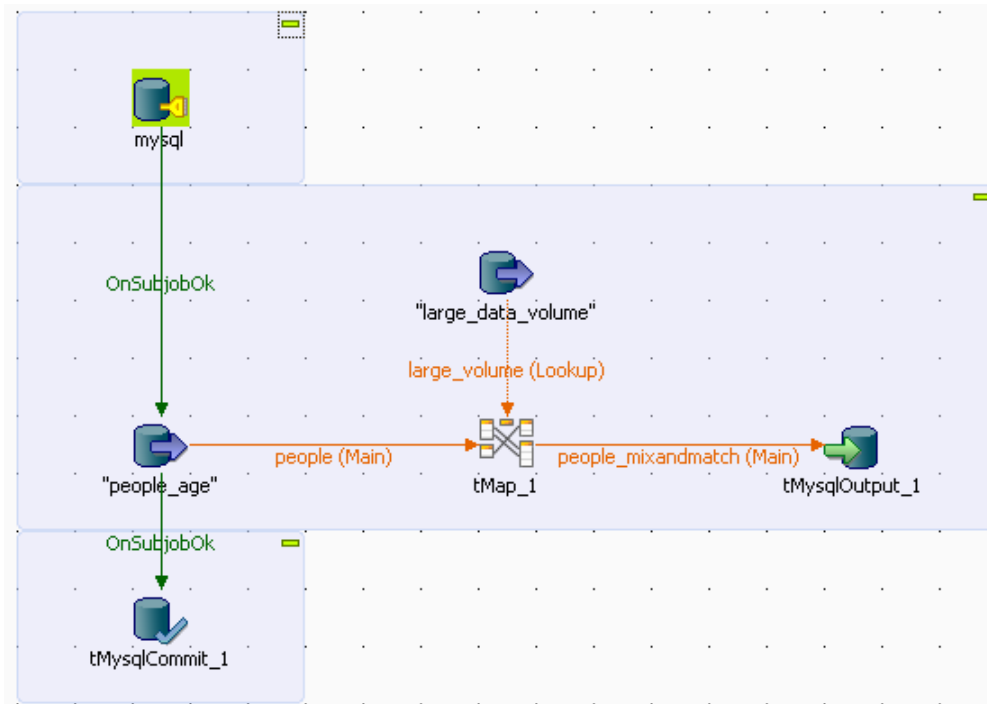 mysql
OnSubjobOk
"large_data_volume"
large_volume (Lookup)
people (Main)
people_mixandmatch (Main)
"people_age"
tMap_1
tMysqlOutput_1
OnSubjobOk
tMysqlCommit_1